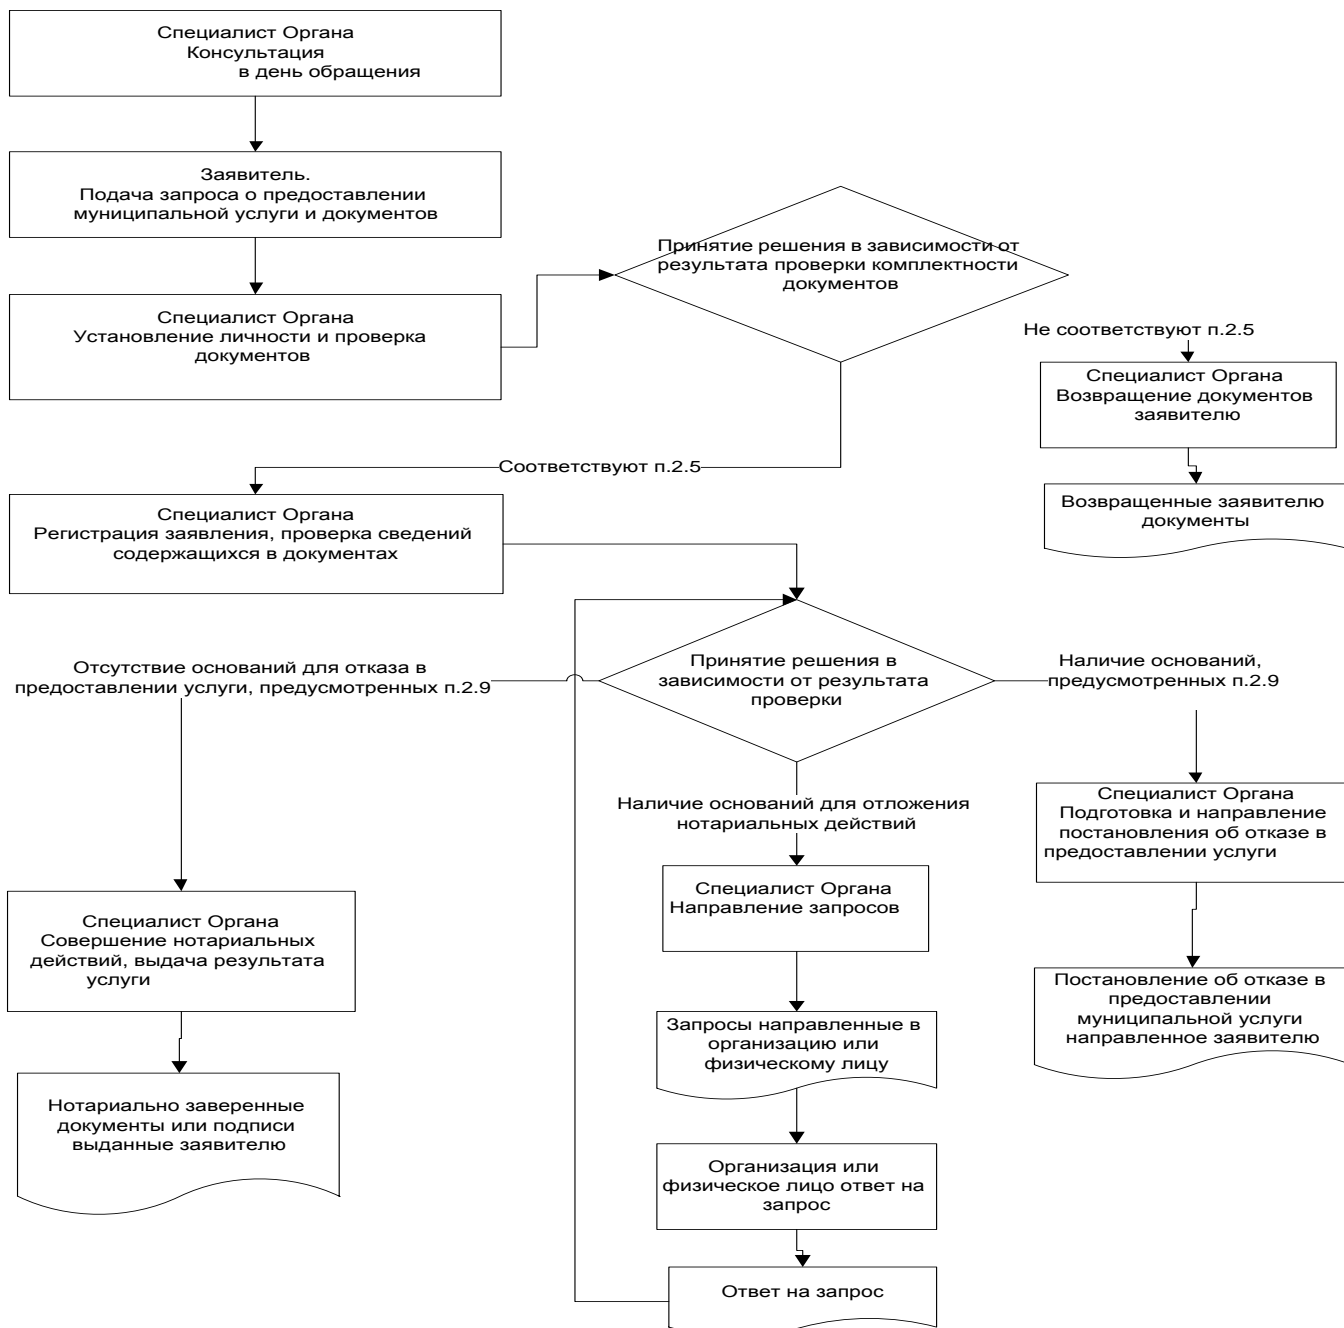 Специалист Органа
Консультация
в день обращения
Заявитель.
Подача запроса о предоставлении
муниципальной услуги и документов
Специалист Органа
Установление личности и проверка
документов
Принятие решения в зависимости от
результата проверки комплектности
документов
Не соответствуют п.2.5
Специалист Органа
Возвращение документов
заявителю
Возвращенные заявителю
документы
Соответствуют п.2.5
Специалист Органа
Регистрация заявления, проверка сведений
содержащихся в документах
Принятие решения в
зависимости от результата
проверки
Отсутствие оснований для отказа в
предоставлении услуги, предусмотренных п.2.9
Наличие оснований,
предусмотренных п.2.9
Наличие оснований для отложения
нотариальных действий
Специалист Органа
Подготовка и направление
постановления об отказе в
предоставлении услуги
Специалист Органа
Направление запросов
Специалист Органа
Совершение нотариальных
действий, выдача результата
услуги
Постановление об отказе в
предоставлении
муниципальной услуги
направленное заявителю
Запросы направленные в
организацию или
физическому лицу
Нотариально заверенные
документы или подписи
выданные заявителю
Организация или
физическое лицо ответ на
запрос
Ответ на запрос